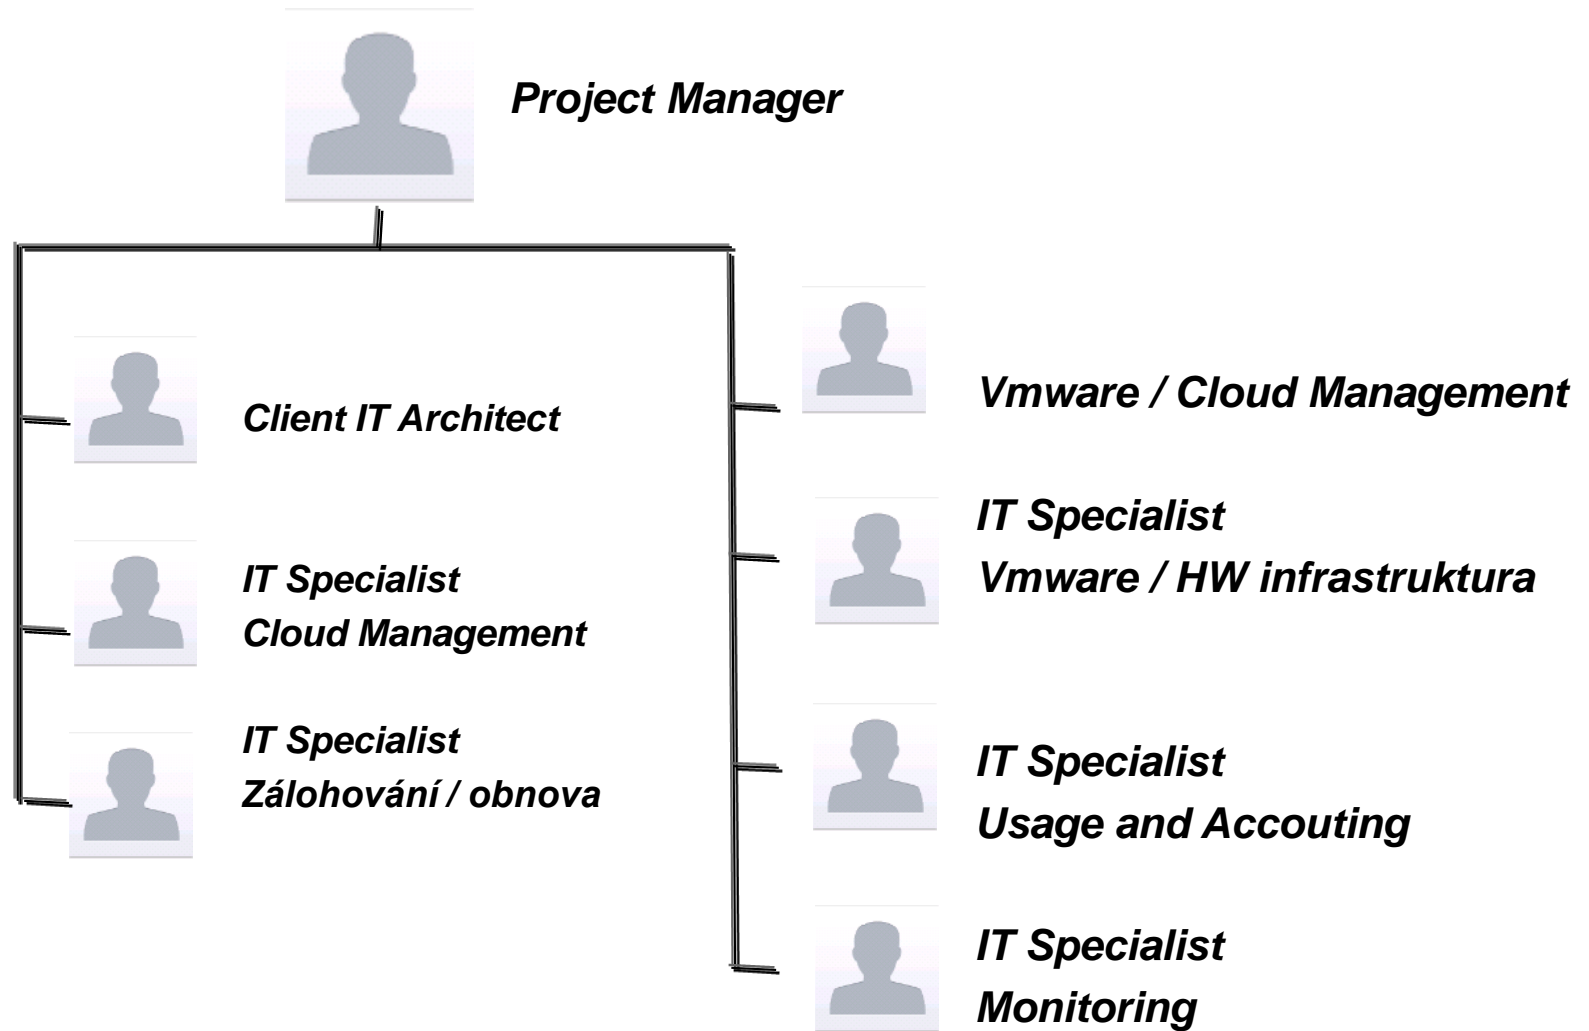 Project Manager
Client IT Architect
IT Specialist
Cloud Management
IT Specialist
Zálohování / obnova
Vmware / Cloud Management
IT Specialist
Vmware / HW infrastruktura
IT Specialist
Usage and Accouting
IT Specialist
Monitoring